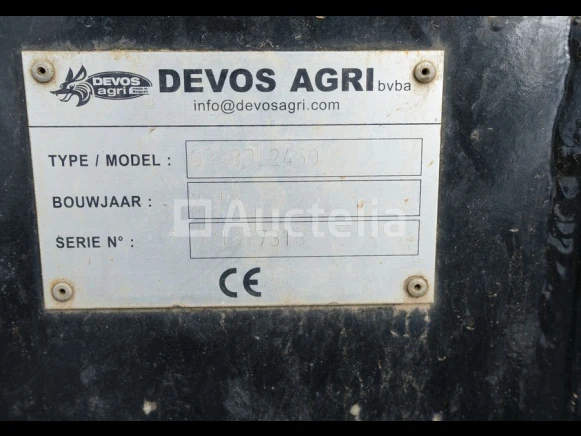 DEVOS
agri
DEVOS AGRI bvba
info@devosagri.com
TYPE / MODEL :
BOUWJAAR :
Auctelia
SERIE N° :
CE